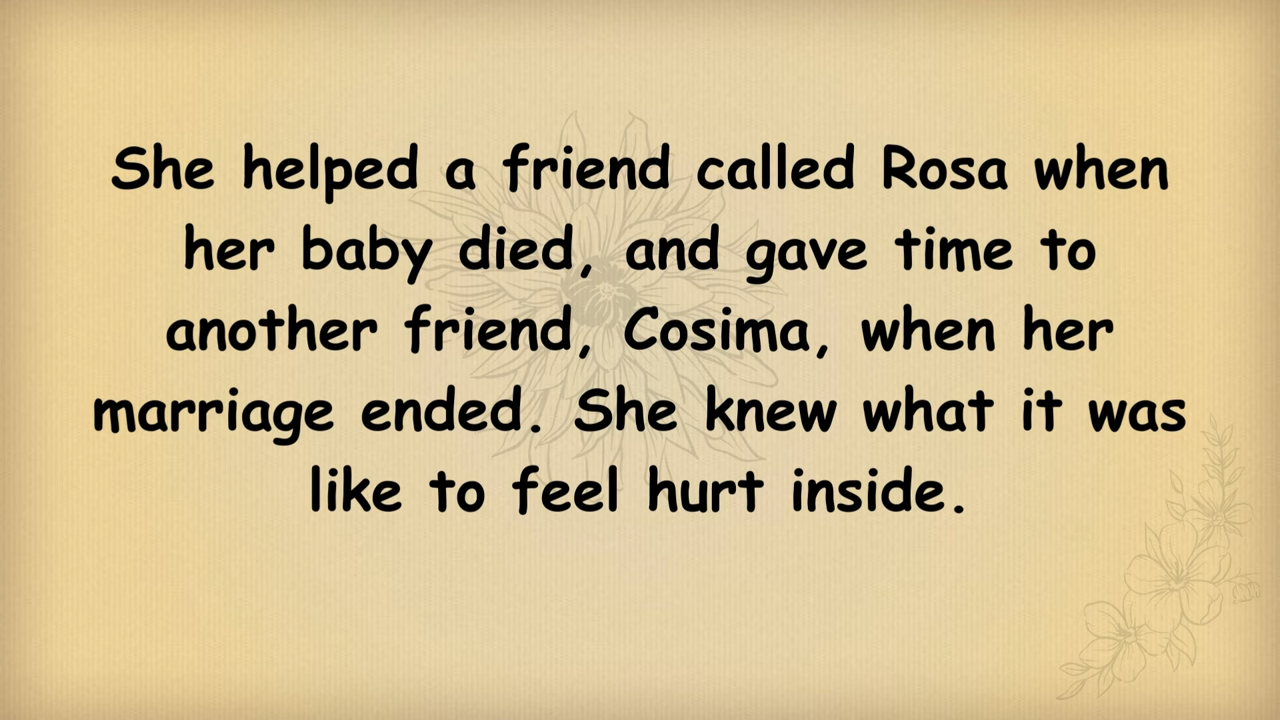 She helped a friend called Rosa when
her baby died, and gave time to
another friend, Cosima, when her
marriage ended. She knew what it was
like to feel hurt inside.